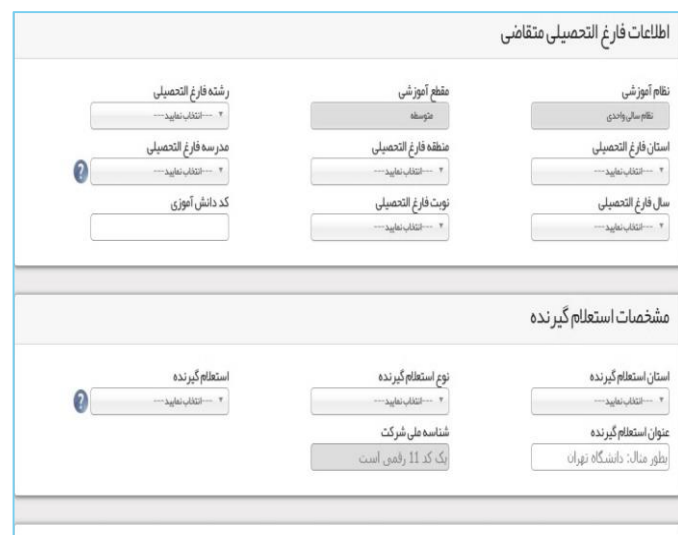 اطلاعات فارغ التحصیلی متقاضی
نظام آموزشی
مقطع آموزشی
رشته فارغ التحصیلی
نظام سالی واحدی
متوسطه
----انتخاب نمایید----
استان فارغ التحصیلی
منطقه فارغ التحصیلی
مدرسه فارغ التحصیلی
----انتخاب نمایید----
----انتخاب نمایید----
----انتخاب نمایید----
?
سال فارغ التحصیلی
نوبت فارغ التحصیلی
کد دانش آموزی
----انتخاب نمایید----
----انتخاب نمایید----
مشخصات استعلام گیرنده
استان استعلام گیرنده
نوع استعلام گیرنده
استعلام گیرنده
----انتخاب نمایید----
----انتخاب نمایید----
----انتخاب نمایید----
?
عنوان استعلام گیرنده
شناسه ملی شرکت
بطور مثال: دانشگاه تهران
یک کد 11 رقمی است